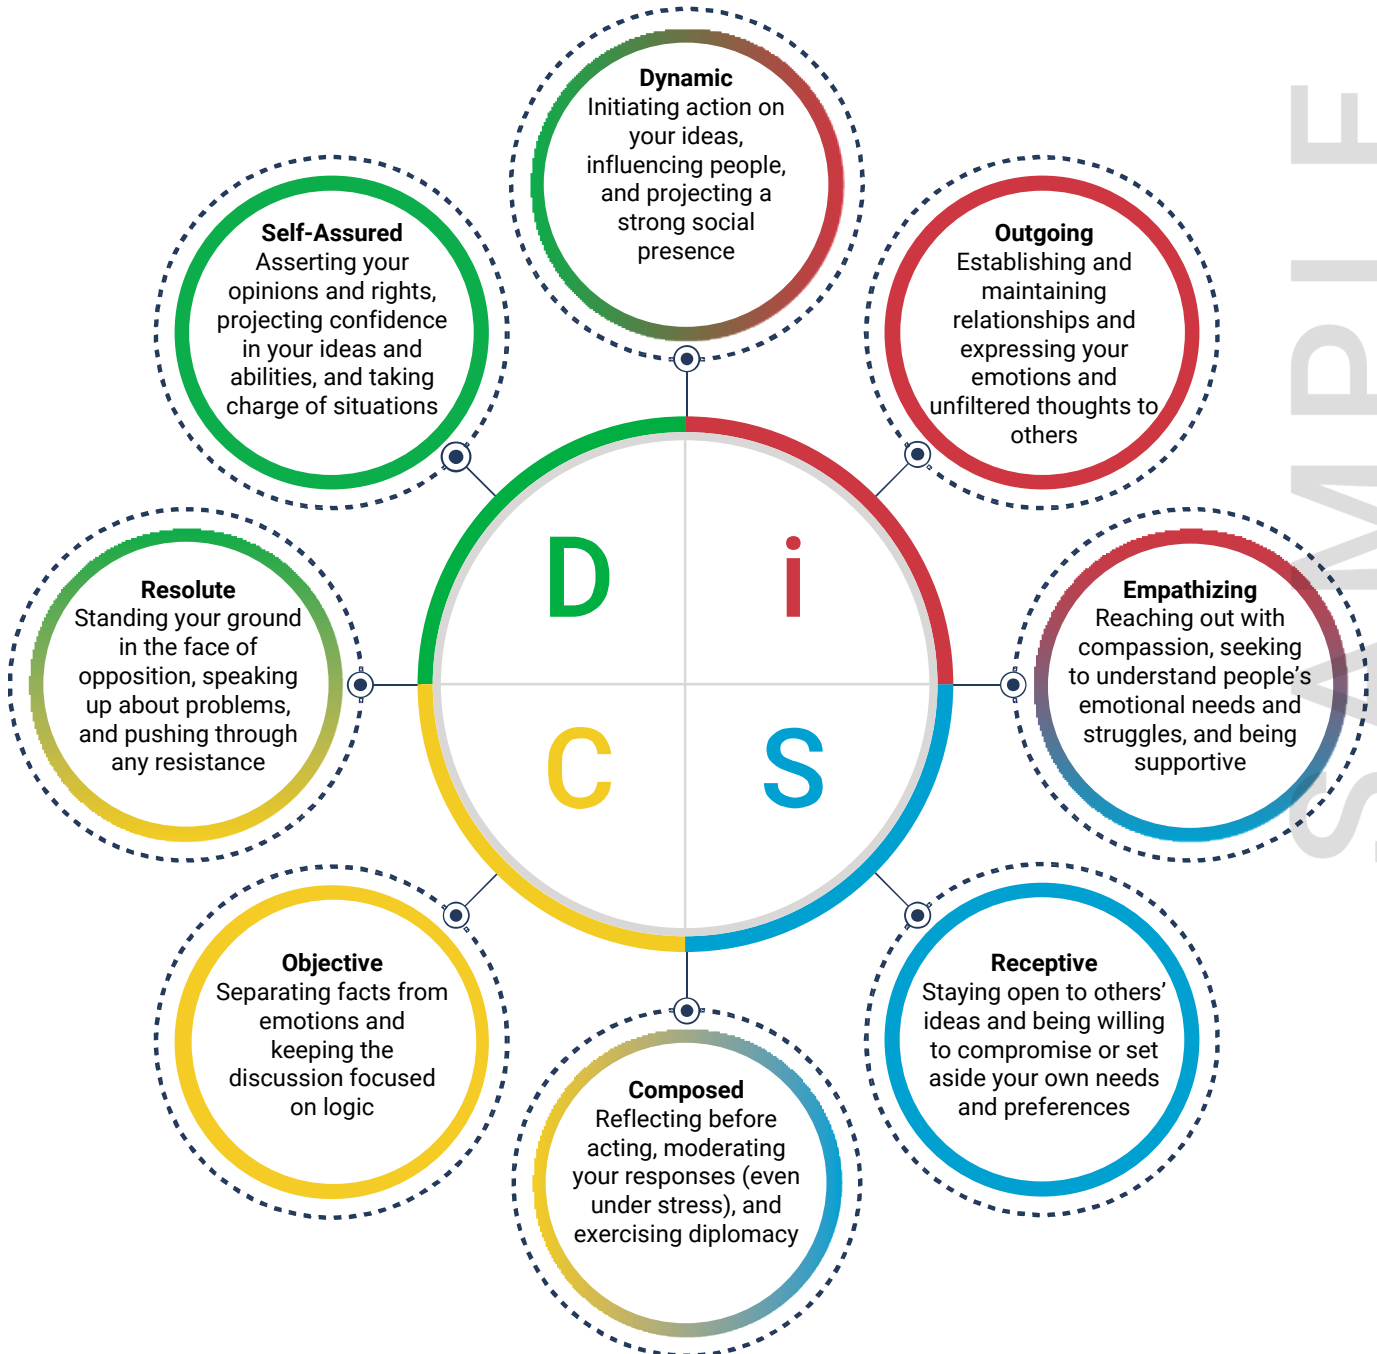 Dynamic
Initiating action on
your ideas,
influencing people,
and projecting a
strong social
presence
Self-Assured
Asserting your
opinions and rights,
projecting confidence
in your ideas and
abilities, and taking
charge of situations
Outgoing
Establishing and
maintaining
relationships and
expressing your
emotions and
unfiltered thoughts to
others
Resolute
Standing your ground
in the face of
opposition, speaking
up about problems,
and pushing through
any resistance
D
i
C
S
Empathizing
Reaching out with
compassion, seeking
to understand people's
emotional needs and
struggles, and being
supportive
Objective
Separating facts from
emotions and
keeping the
discussion focused
on logic
Composed
Reflecting before
acting, moderating
your responses (even
under stress), and
exercising diplomacy
Receptive
Staying open to others'
ideas and being willing
to compromise or set
aside your own needs
and preferences
SAMPLE